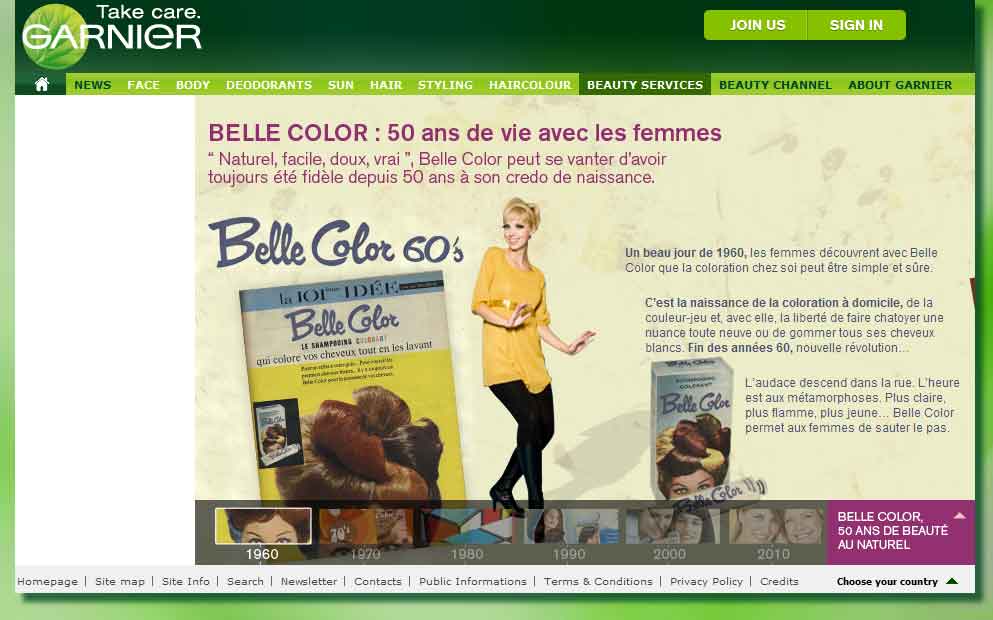 Take care.
GARNIER
JOIN US
SIGN IN
NEWS FACE BODY DEODORANTS SUN HAIR STYLING HAIRCOLOUR BEAUTY SERVICES BEAUTY CHANNEL ABOUT GARNIER
BELLE COLOR : 50 ans de vie avec les femmes
“ Naturel, facile, doux, vrai ”, Belle Color peut se vanter d’avoir
toujours été fidèle depuis 50 ans à son credo de naissance.
Belle Color 60's
la 101ème IDÉE
Belle Color
LE SHAMPOOING COLORANT
qui colore vos cheveux tout en les lavant
Un beau jour de 1960, les femmes découvrent avec Belle
Color que la coloration chez soi peut être simple et sûre.
C’est la naissance de la coloration à domicile, de la
couleur-jeu et, avec elle, la liberté de faire chatoyer une
nuance toute neuve ou de gommer tous ses cheveux
blancs. Fin des années 60, nouvelle révolution…
L’audace descend dans la rue. L’heure
est aux métamorphoses. Plus claire,
plus flamme, plus jeune… Belle Color
permet aux femmes de sauter le pas.
SHAMPOOING
COLORANT
Belle Color
Belle Color
70's
1960 1970 1980 1990 2000 2010
BELLE COLOR,
50 ANS DE BEAUTÉ
AU NATUREL
Homepage | Site map | Site Info | Search | Newsletter | Contacts | Public Informations | Terms & Conditions | Privacy Policy | Credits
Choose your country